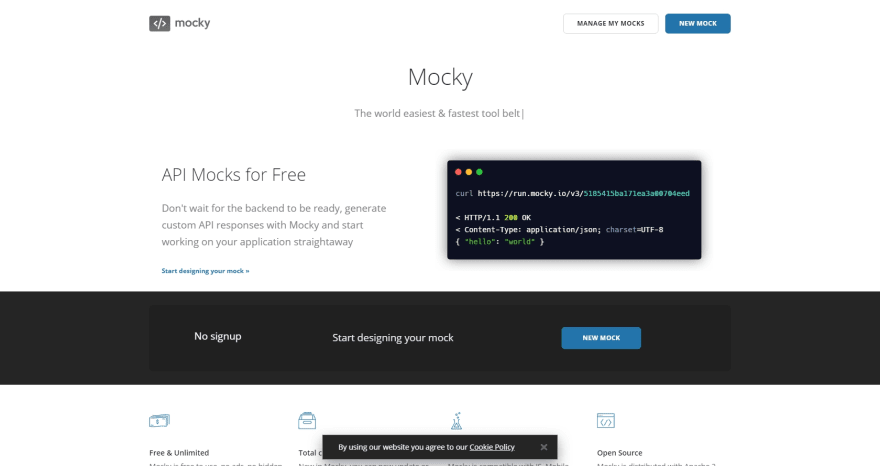 mocky
MANAGE MY MOCKS
NEW MOCK
Mocky
The world easiest & fastest tool belt|
API Mocks for Free
Don't wait for the backend to be ready, generate
custom API responses with Mocky and start
working on your application straightaway
Start designing your mock »
curl https://run.mocky.io/v3/5185415ba171ea3a00704eed
< HTTP/1.1 200 OK
< Content-Type: application/json; charset=UTF-8
{ "hello": "world" }
No signup
Start designing your mock
NEW MOCK
Free & Unlimited
Total c
Open Source
By using our website you agree to our Cookie Policy
Mocky is free to use, no ads, no hidden
Now in Mocky, you can now update or
Mocky is compatible with JS, Mobile
Mocky is distributed with Apache 2